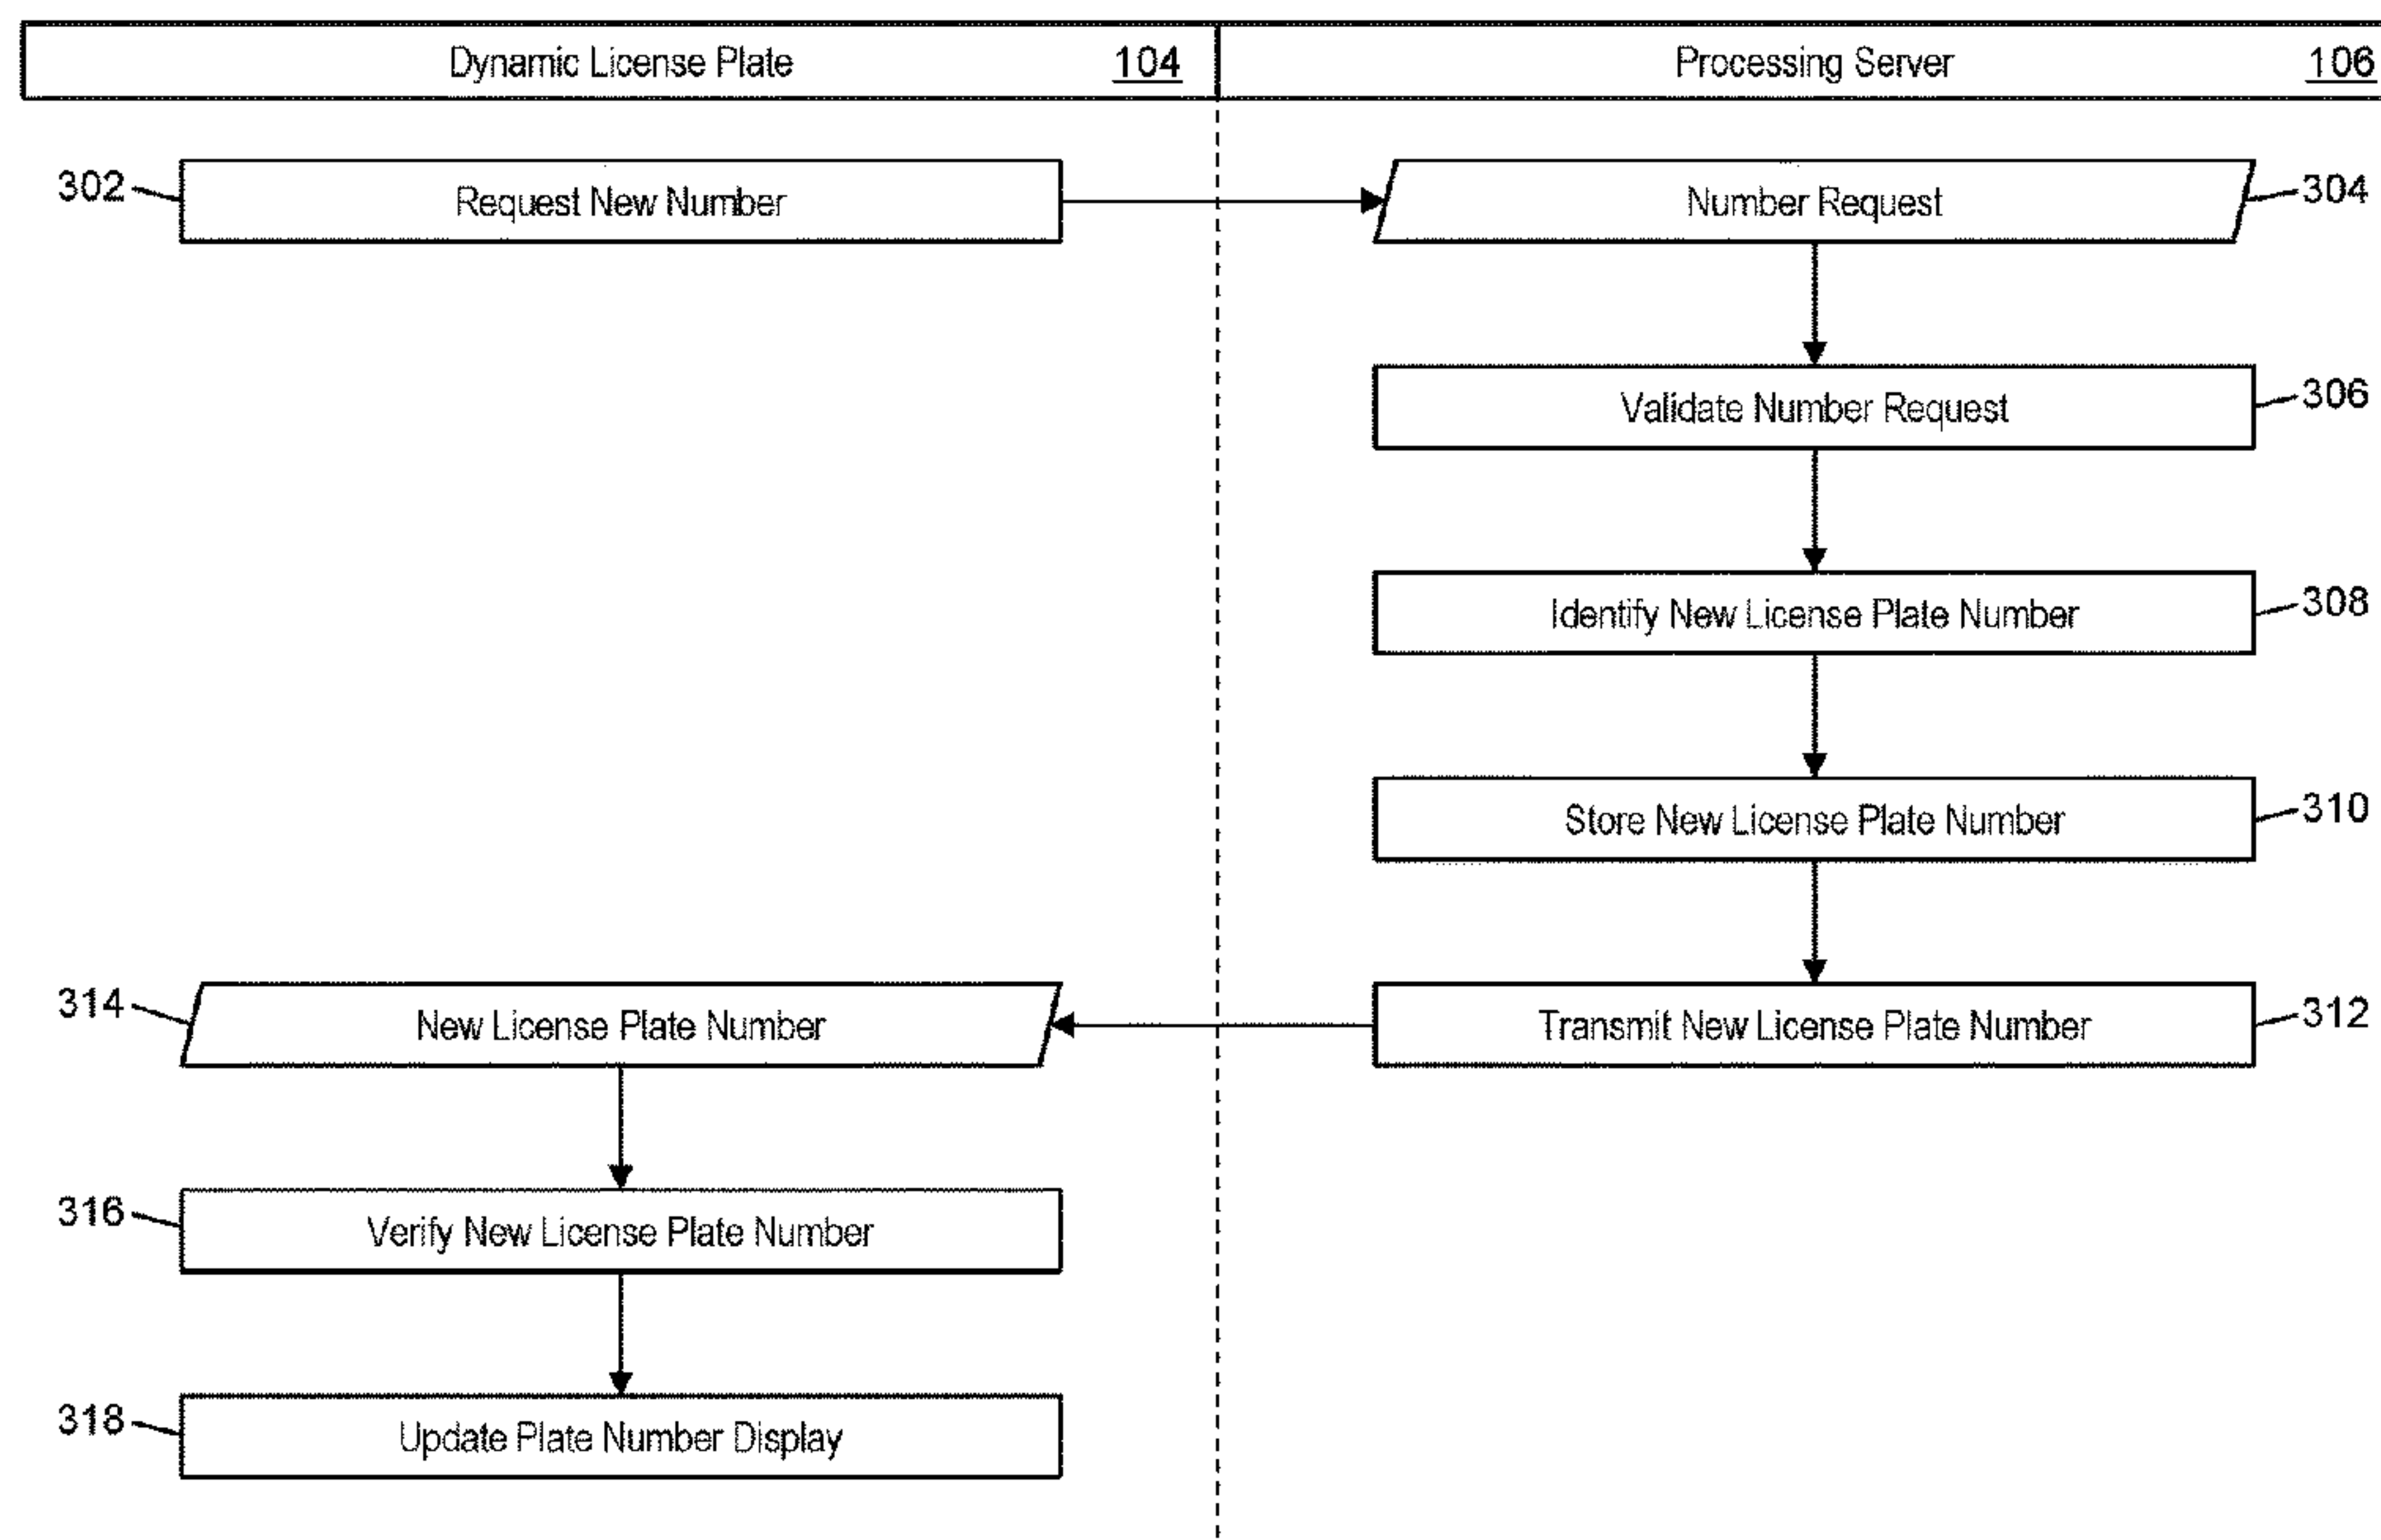 Dynamic License Plate 104
Processing Server 106
302 Request New Number
Number Request 304
Validate Number Request 306
Identify New License Plate Number 308
Store New License Plate Number 310
314 New License Plate Number
Transmit New License Plate Number 312
316 Verify New License Plate Number
318 Update Plate Number Display